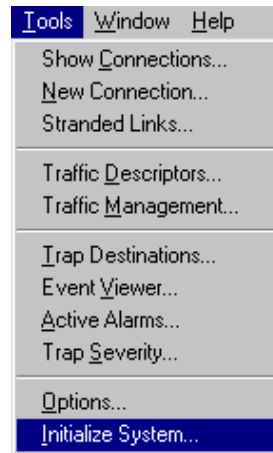 Tools Window Help
Show Connections...
New Connection...
Stranded Links...
Traffic Descriptors...
Traffic Management...
Trap Destinations...
Event Viewer...
Active Alarms...
Trap Severity...
Options...
Initialize System...